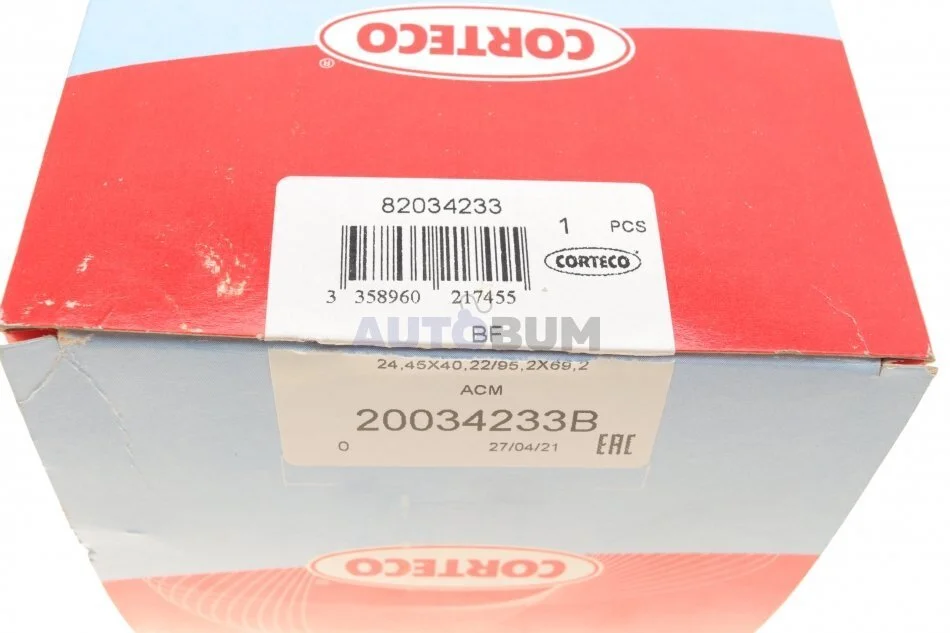 CORTECO
®
82034233
1 PCS
CORTECO
3 358960 217455
AUTOBUM
BF
24,45X40,22/95,2X69,2
ACM
20034233B
0 27/04/21 EAC
CORTECO